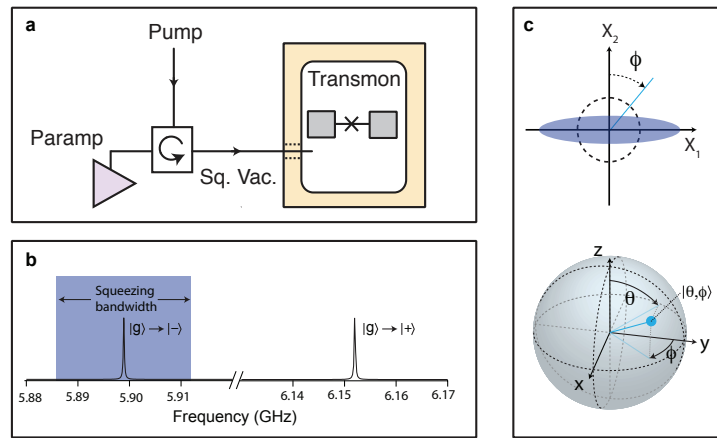 a
Pump
Transmon
Paramp
Sq. Vac.
b
Squeezing
bandwidth
|g⟩→|−⟩
|g⟩→|+⟩
5.88 5.89 5.90 5.91 6.14 6.15 6.16 6.17
Frequency (GHz)
c
X₂
ϕ
X₁
z
θ
|θ,ϕ⟩
y
ϕ
x